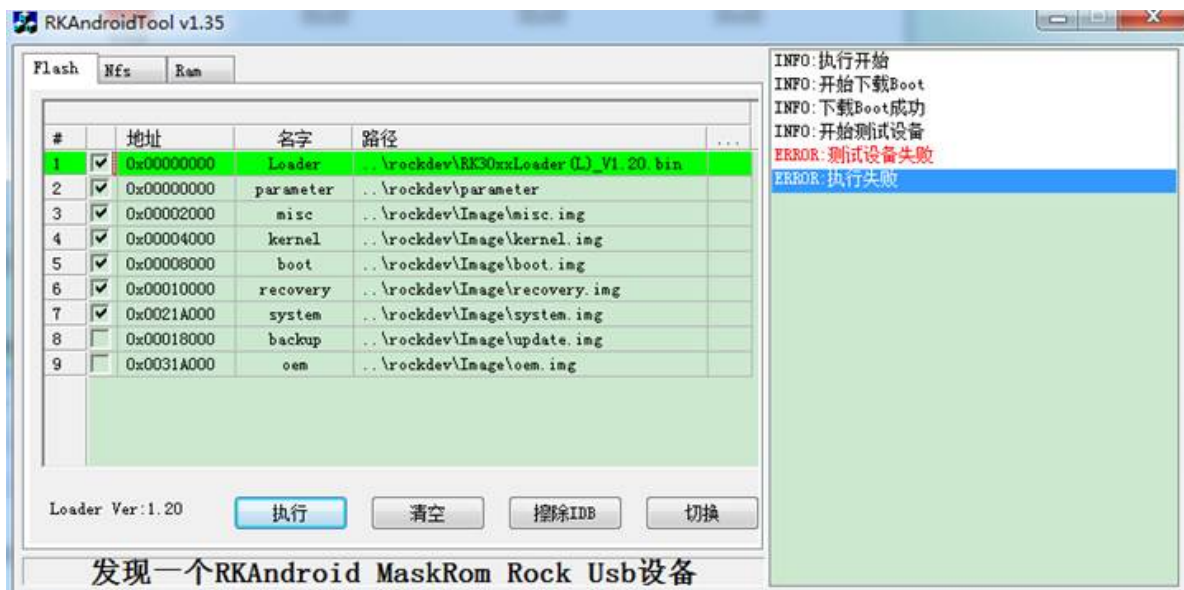 RKAndroidTool v1.35
Flash Nfs Ram
# 地址 名字 路径 ...
1 0x00000000 Loader ..\rockdev\RK30xxLoader(L)_V1.20.bin
2 0x00000000 parameter ..\rockdev\parameter
3 0x00002000 misc ..\rockdev\Image\misc.img
4 0x00004000 kernel ..\rockdev\Image\kernel.img
5 0x00008000 boot ..\rockdev\Image\boot.img
6 0x00010000 recovery ..\rockdev\Image\recovery.img
7 0x0021A000 system ..\rockdev\Image\system.img
8 0x00018000 backup ..\rockdev\Image\update.img
9 0x0031A000 oem ..\rockdev\Image\oem.img
Loader Ver:1.20 执行 清空 擦除IDB 切换
发现一个RKAndroid MaskRom Rock Usb设备
INFO:执行开始
INFO:开始下载Boot
INFO:下载Boot成功
INFO:开始测试设备
ERROR:测试设备失败
ERROR:执行失败